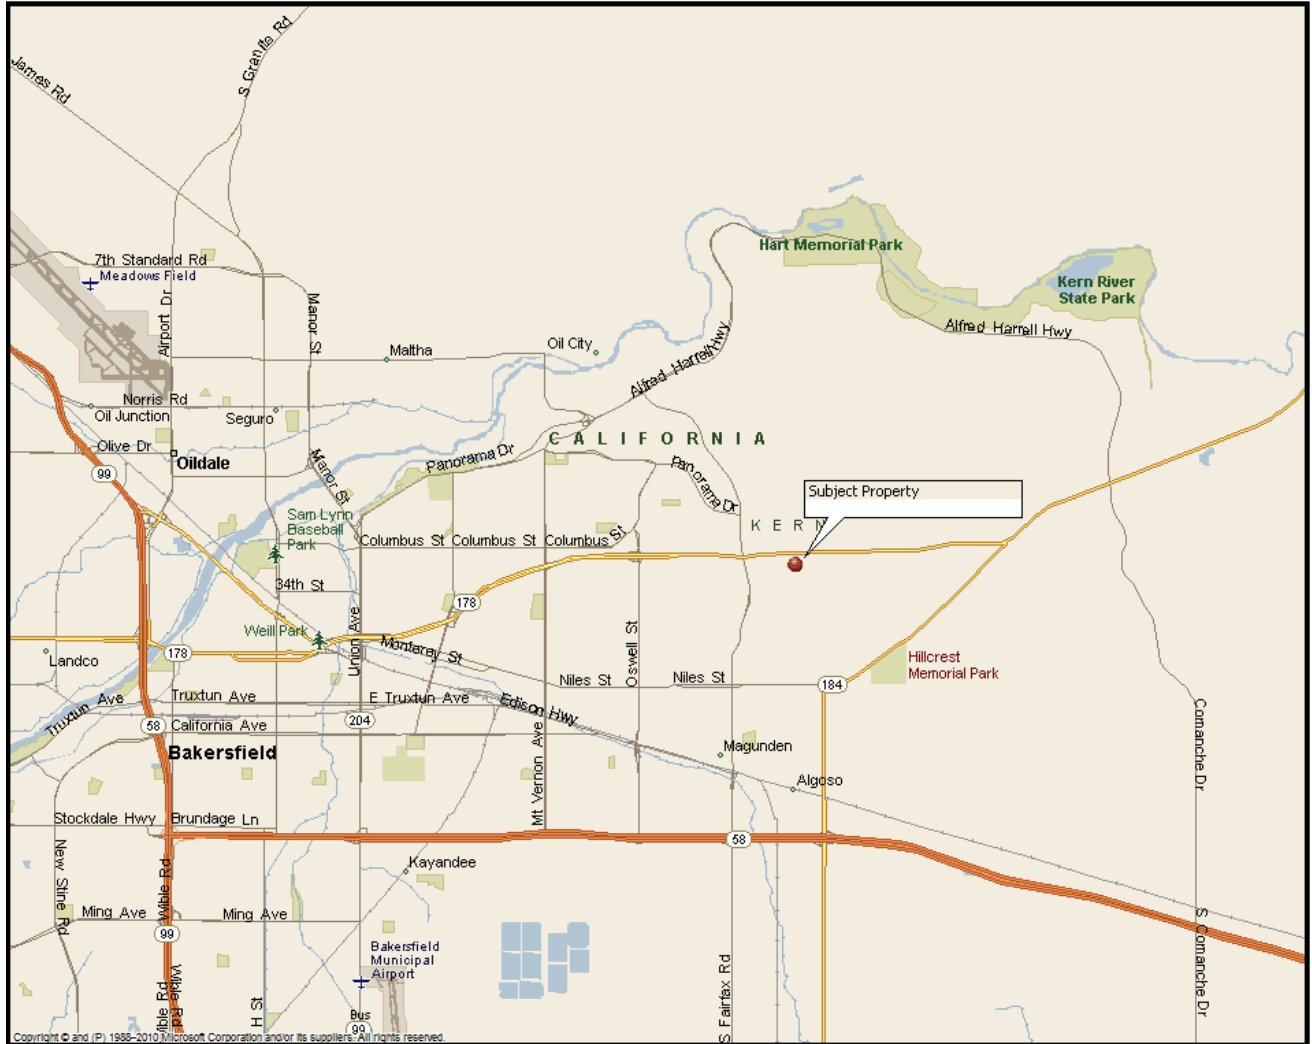 James Rd
S Granite Rd
7th Standard Rd
Meadows Field
Airport Dr
Manor St
Maltha
Oil City
Hart Memorial Park
Kern River
State Park
Alfred Harrell Hwy
Alfred Harrell Hwy
Norris Rd
Oil Junction
Seguro
Olive Dr
Oildale
99
Manor St
Panorama Dr
CALIFORNIA
Panorama Dr
Subject Property
KERN
Sam Lynn
Baseball
Park
Columbus St
Columbus St
Columbus St
34th St
178
Weill Park
Union Ave
Monterey St
Oswell St
Landco
178
Niles St
Niles St
184
Hillcrest
Memorial Park
Truxtun Ave
Truxtun Ave
E Truxtun Ave
Edison Hwy
58
California Ave
204
Bakersfield
Mt Vernon Ave
Magunden
Algoso
Comanche Dr
Stockdale Hwy
Brundage Ln
58
New Stine Rd
Wible Rd
Kayandee
Ming Ave
Ming Ave
99
Bakersfield
Municipal
Airport
S Comanche Dr
S Fairfax Rd
Wible Rd
Wible Rd
H St
Bus
99
Copyright © and (P) 1988–2010 Microsoft Corporation and/or its suppliers. All rights reserved.